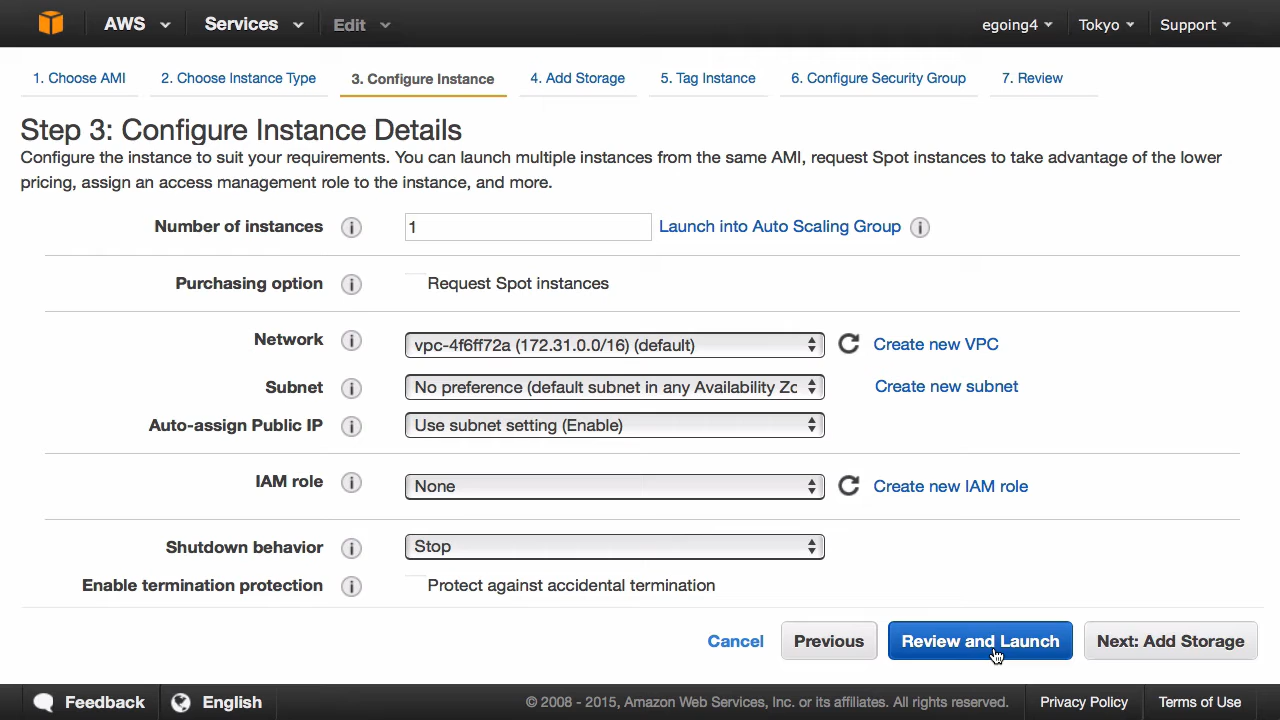 AWS Services Edit egoing4 Tokyo Support
1. Choose AMI 2. Choose Instance Type 3. Configure Instance 4. Add Storage 5. Tag Instance 6. Configure Security Group 7. Review
Step 3: Configure Instance Details
Configure the instance to suit your requirements. You can launch multiple instances from the same AMI, request Spot instances to take advantage of the lower
pricing, assign an access management role to the instance, and more.
Number of instances i 1 Launch into Auto Scaling Group i
Purchasing option i Request Spot instances
Network i vpc-4f6ff72a (172.31.0.0/16) (default) Create new VPC
Subnet i No preference (default subnet in any Availability Zo Create new subnet
Auto-assign Public IP i Use subnet setting (Enable)
IAM role i None Create new IAM role
Shutdown behavior i Stop
Enable termination protection i Protect against accidental termination
Cancel Previous Review and Launch Next: Add Storage
Feedback English © 2008 - 2015, Amazon Web Services, Inc. or its affiliates. All rights reserved. Privacy Policy Terms of Use